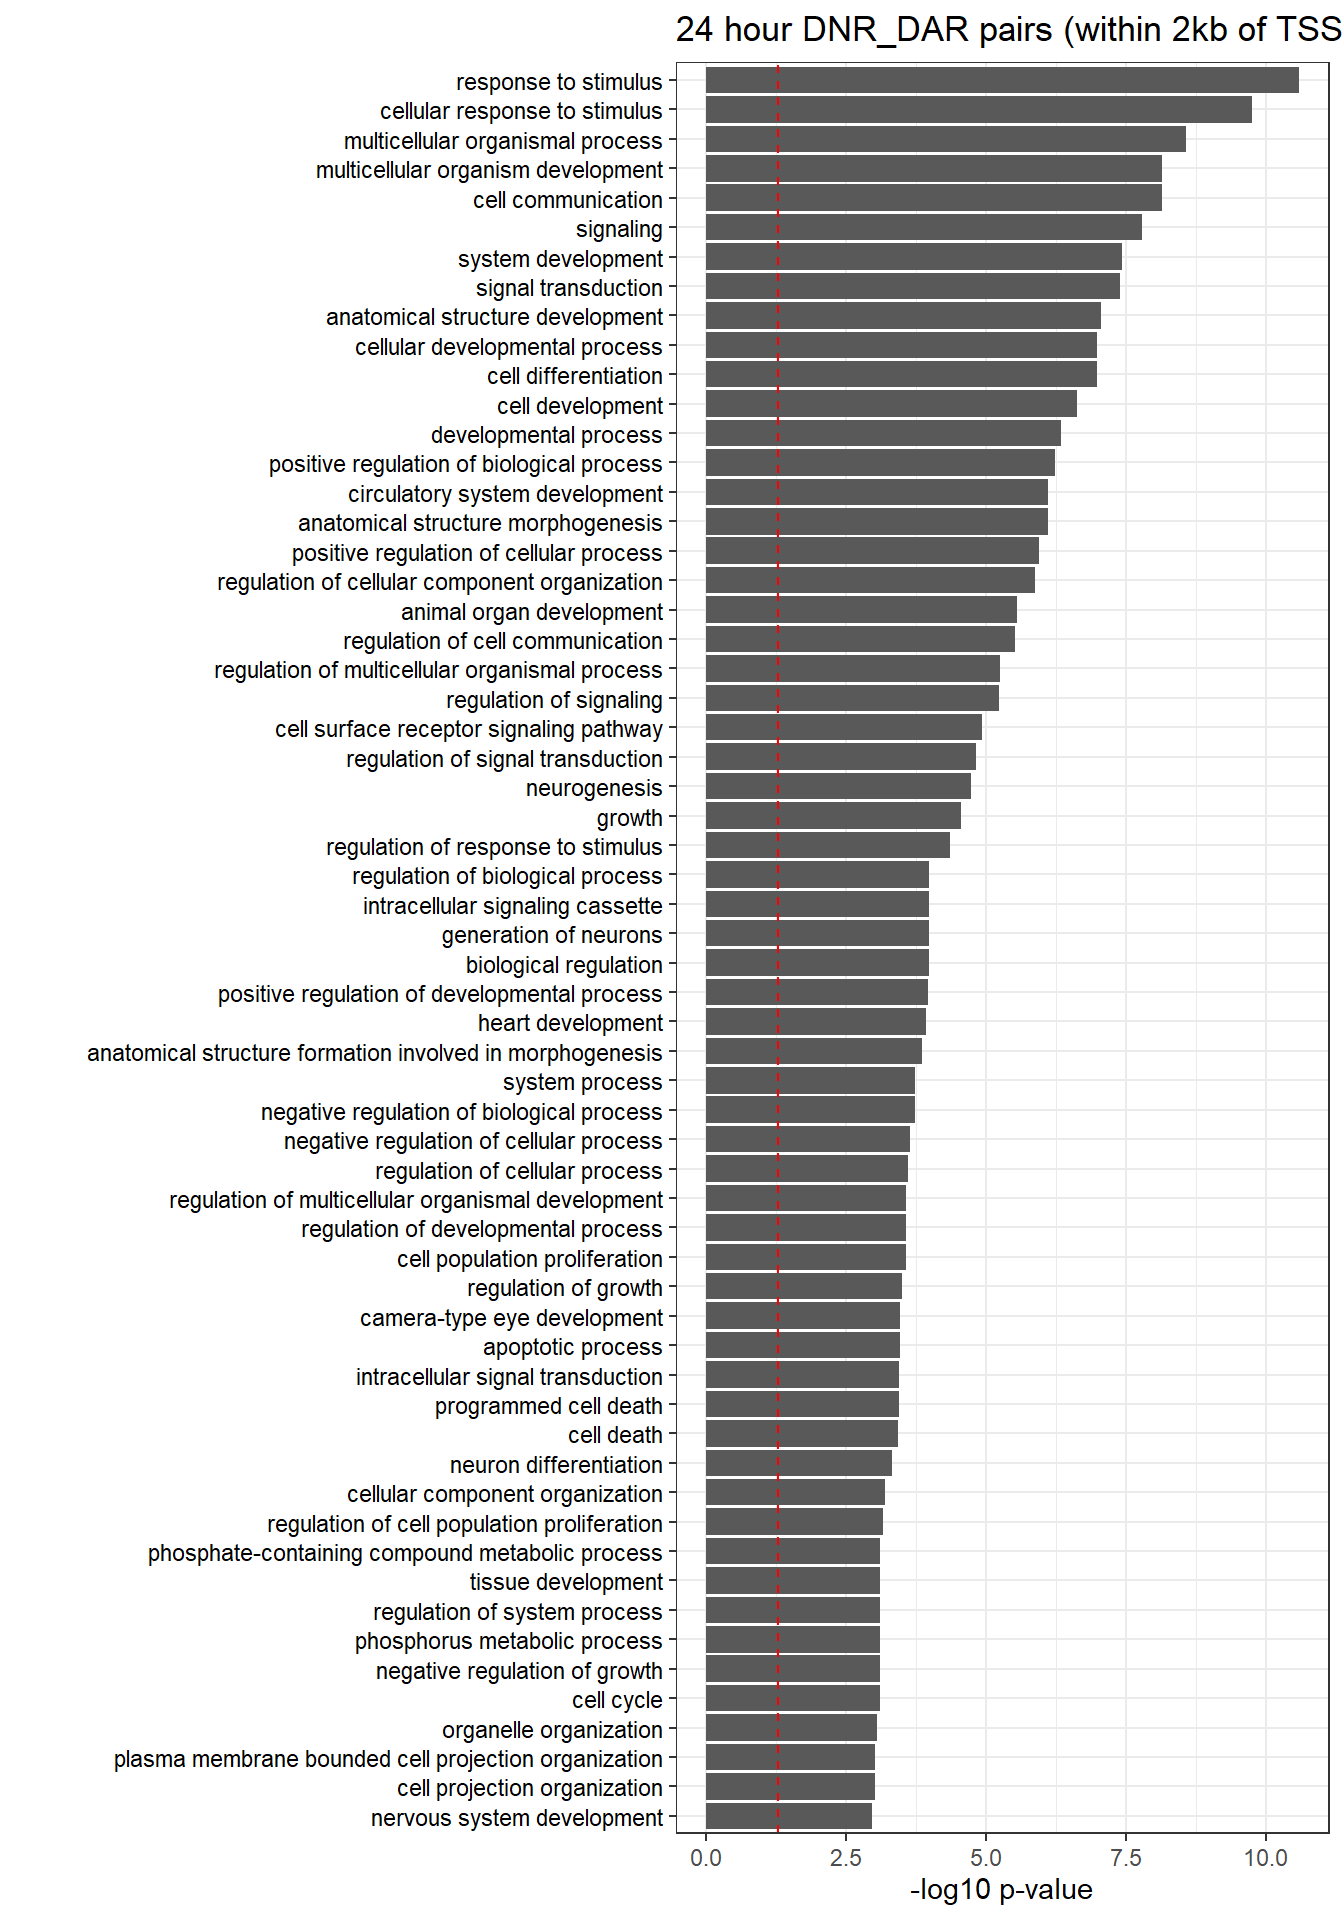 24 hour DNR_DAR pairs (within 2kb of TSS
response to stimulus
cellular response to stimulus
multicellular organismal process
multicellular organism development
cell communication
signaling
system development
signal transduction
anatomical structure development
cellular developmental process
cell differentiation
cell development
developmental process
positive regulation of biological process
circulatory system development
anatomical structure morphogenesis
positive regulation of cellular process
regulation of cellular component organization
animal organ development
regulation of cell communication
regulation of multicellular organismal process
regulation of signaling
cell surface receptor signaling pathway
regulation of signal transduction
neurogenesis
growth
regulation of response to stimulus
regulation of biological process
intracellular signaling cassette
generation of neurons
biological regulation
positive regulation of developmental process
heart development
anatomical structure formation involved in morphogenesis
system process
negative regulation of biological process
negative regulation of cellular process
regulation of cellular process
regulation of multicellular organismal development
regulation of developmental process
cell population proliferation
regulation of growth
camera-type eye development
apoptotic process
intracellular signal transduction
programmed cell death
cell death
neuron differentiation
cellular component organization
regulation of cell population proliferation
phosphate-containing compound metabolic process
tissue development
regulation of system process
phosphorus metabolic process
negative regulation of growth
cell cycle
organelle organization
plasma membrane bounded cell projection organization
cell projection organization
nervous system development
0.0 2.5 5.0 7.5 10.0
-log10 p-value